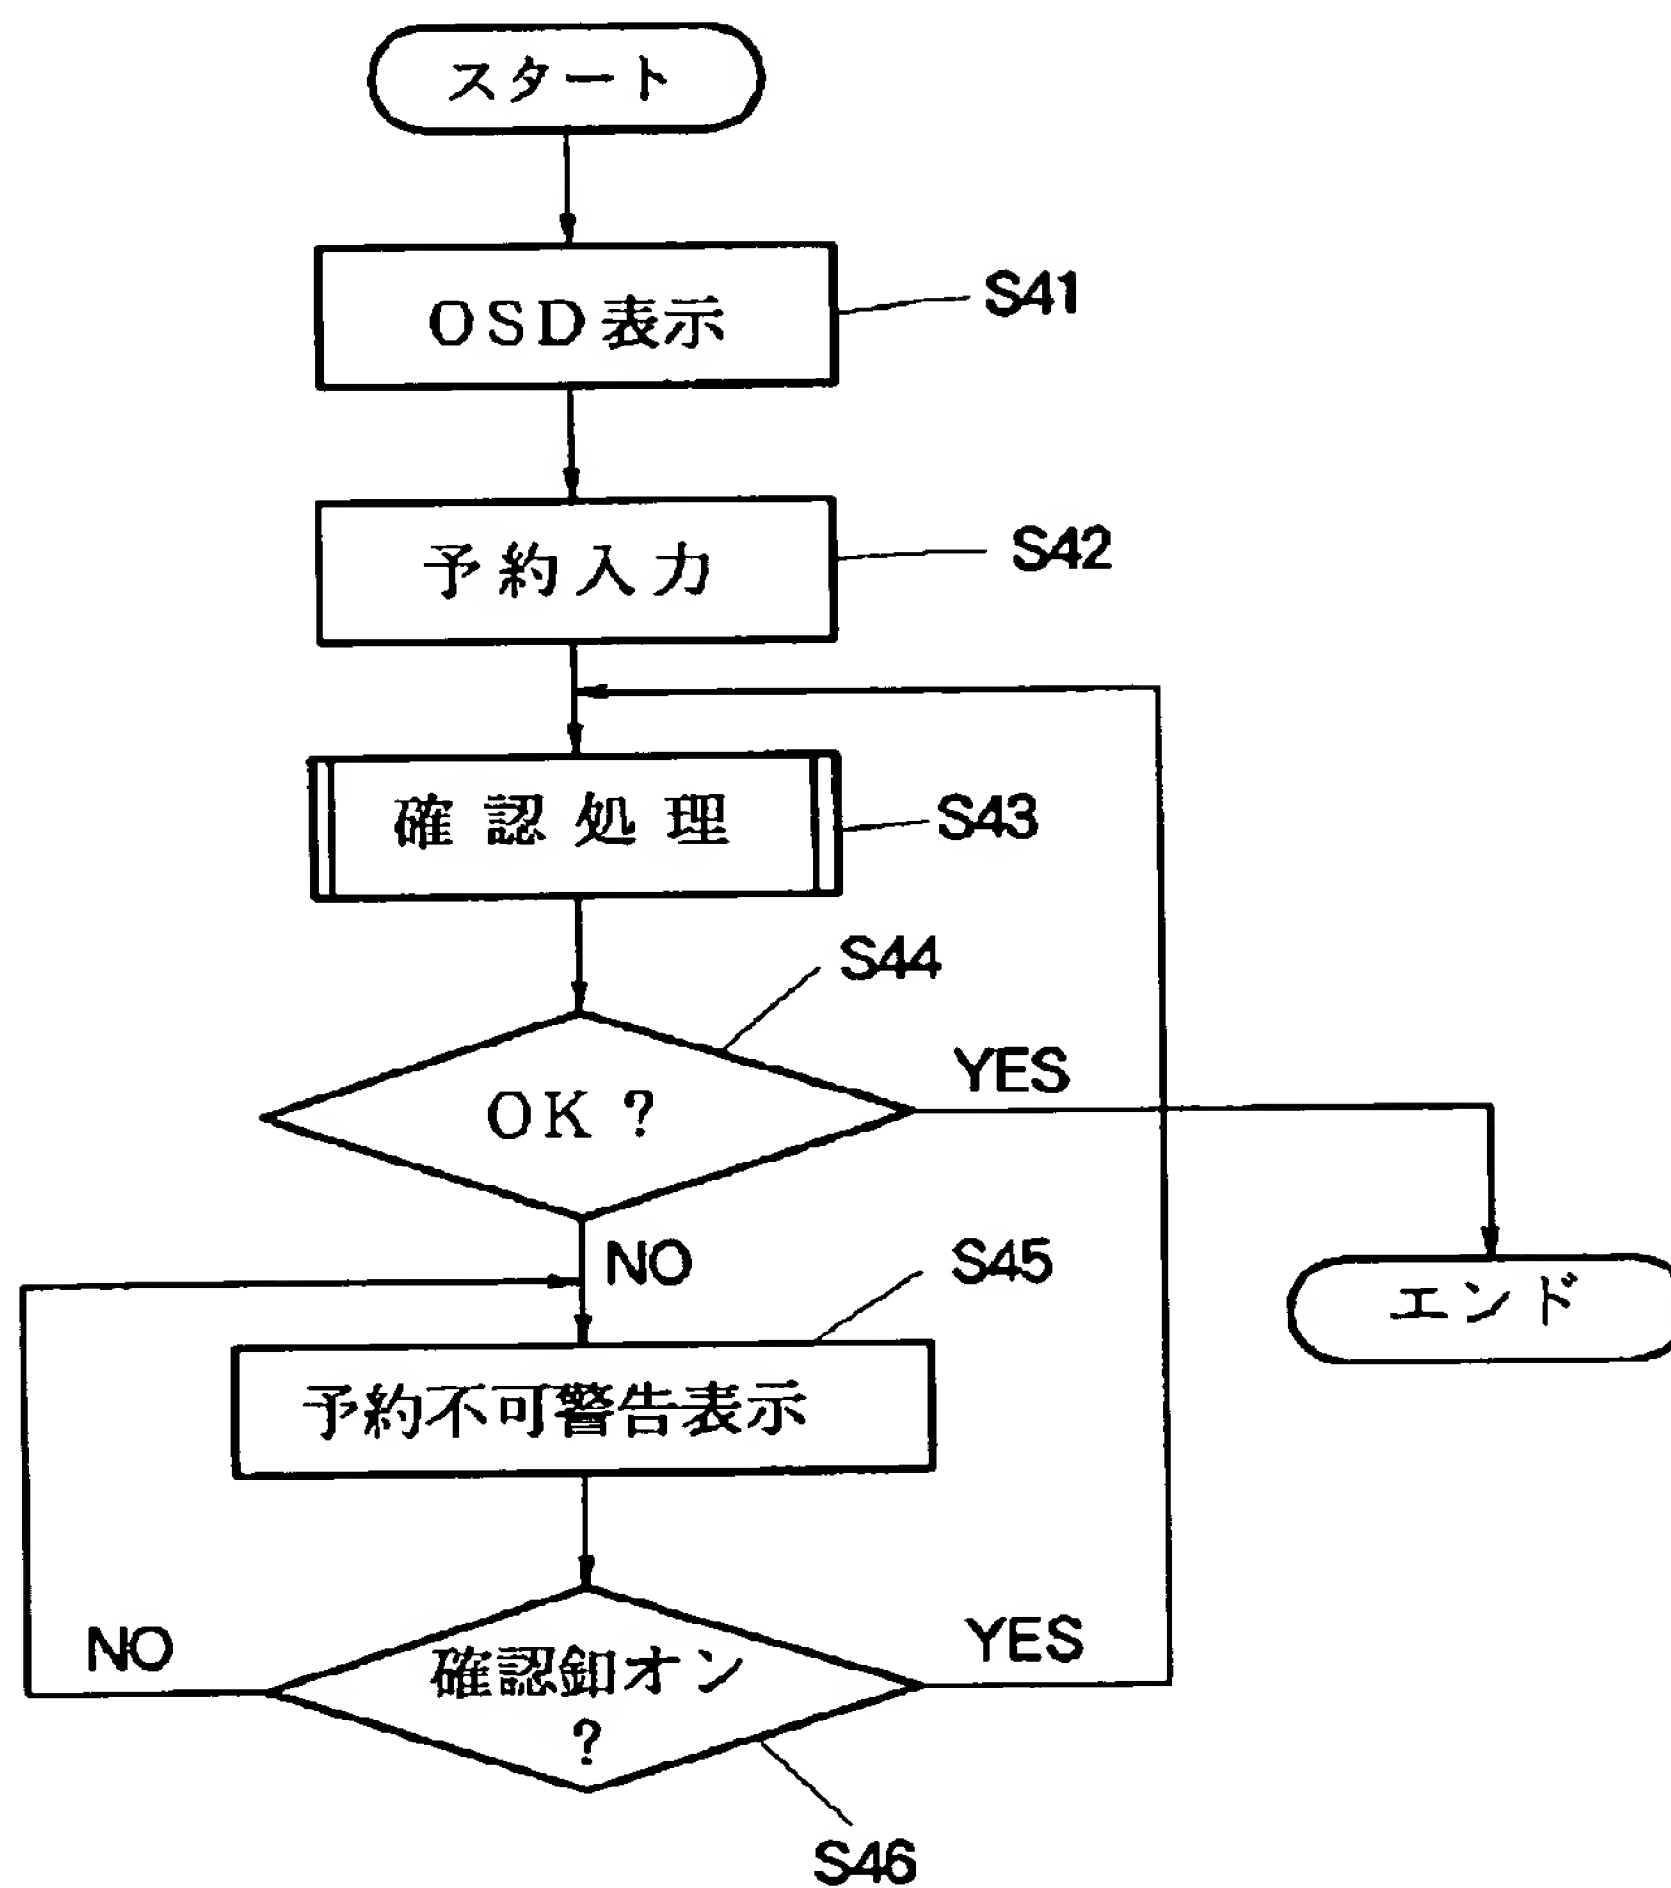 スタート
OSD表示
S41
予約入力
S42
確認処理
S43
S44
OK?
YES
NO
S45
エンド
予約不可警告表示
NO
確認釦オン
?
YES
S46